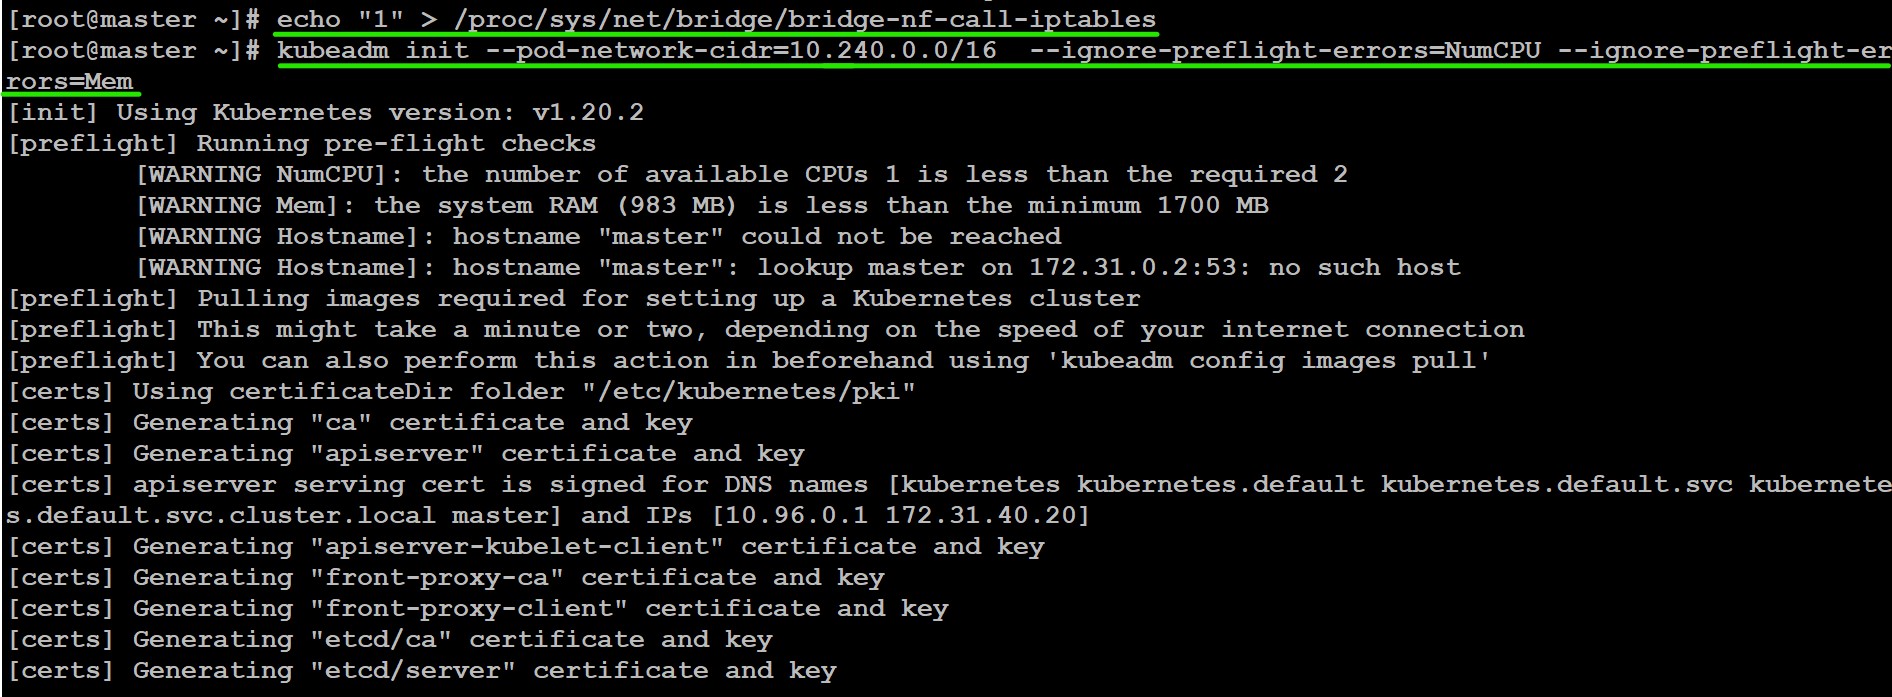 [root@master ~]# echo "1" > /proc/sys/net/bridge/bridge-nf-call-iptables
[root@master ~]# kubeadm init --pod-network-cidr=10.240.0.0/16  --ignore-preflight-errors=NumCPU --ignore-preflight-er
rors=Mem
[init] Using Kubernetes version: v1.20.2
[preflight] Running pre-flight checks
        [WARNING NumCPU]: the number of available CPUs 1 is less than the required 2
        [WARNING Mem]: the system RAM (983 MB) is less than the minimum 1700 MB
        [WARNING Hostname]: hostname "master" could not be reached
        [WARNING Hostname]: hostname "master": lookup master on 172.31.0.2:53: no such host
[preflight] Pulling images required for setting up a Kubernetes cluster
[preflight] This might take a minute or two, depending on the speed of your internet connection
[preflight] You can also perform this action in beforehand using 'kubeadm config images pull'
[certs] Using certificateDir folder "/etc/kubernetes/pki"
[certs] Generating "ca" certificate and key
[certs] Generating "apiserver" certificate and key
[certs] apiserver serving cert is signed for DNS names [kubernetes kubernetes.default kubernetes.default.svc kubernete
s.default.svc.cluster.local master] and IPs [10.96.0.1 172.31.40.20]
[certs] Generating "apiserver-kubelet-client" certificate and key
[certs] Generating "front-proxy-ca" certificate and key
[certs] Generating "front-proxy-client" certificate and key
[certs] Generating "etcd/ca" certificate and key
[certs] Generating "etcd/server" certificate and key